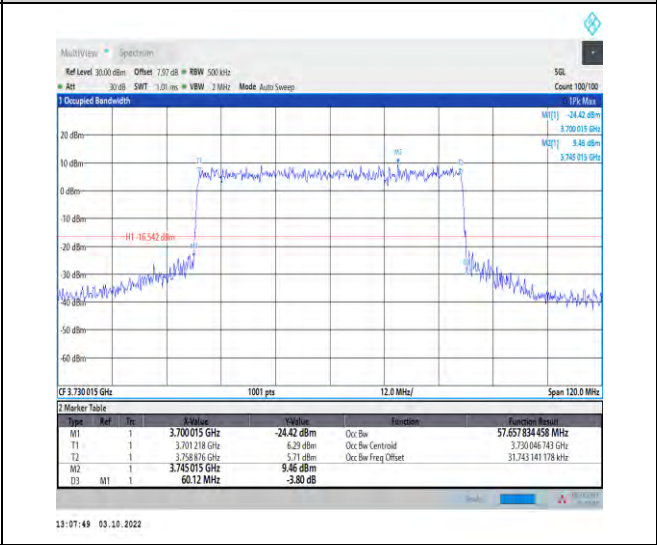 MultiView Spectrum
Ref Level 30.00 dBm Offset 7.97 dB RBW 500 kHz SGL
Att 30 dB SWT 1.01 ms VBW 2 MHz Mode Auto Sweep Count 100/100
1 Occupied Bandwidth 1Pk Max
M1[1] -24.42 dBm
3.700 015 GHz
M2[1] 9.46 dBm
3.745 015 GHz
20 dBm
M2
T1
T2
10 dBm
0 dBm
-10 dBm
H1 -16.542 dBm
-20 dBm
M1
-30 dBm
-40 dBm
-50 dBm
-60 dBm
CF 3.730 015 GHz 1001 pts 12.0 MHz/ Span 120.0 MHz
2 Marker Table
Type Ref Trc X-Value Y-Value Function Function Result
M1 1 3.700 015 GHz -24.42 dBm Occ Bw 57.657 834 458 MHz
T1 1 3.701 218 GHz 6.29 dBm Occ Bw Centroid 3.730 046 743 GHz
T2 1 3.758 876 GHz 5.71 dBm Occ Bw Freq Offset 31.743 141 178 kHz
M2 1 3.745 015 GHz 9.46 dBm
D3 M1 1 60.12 MHz -3.80 dB
13:07:49 03.10.2022